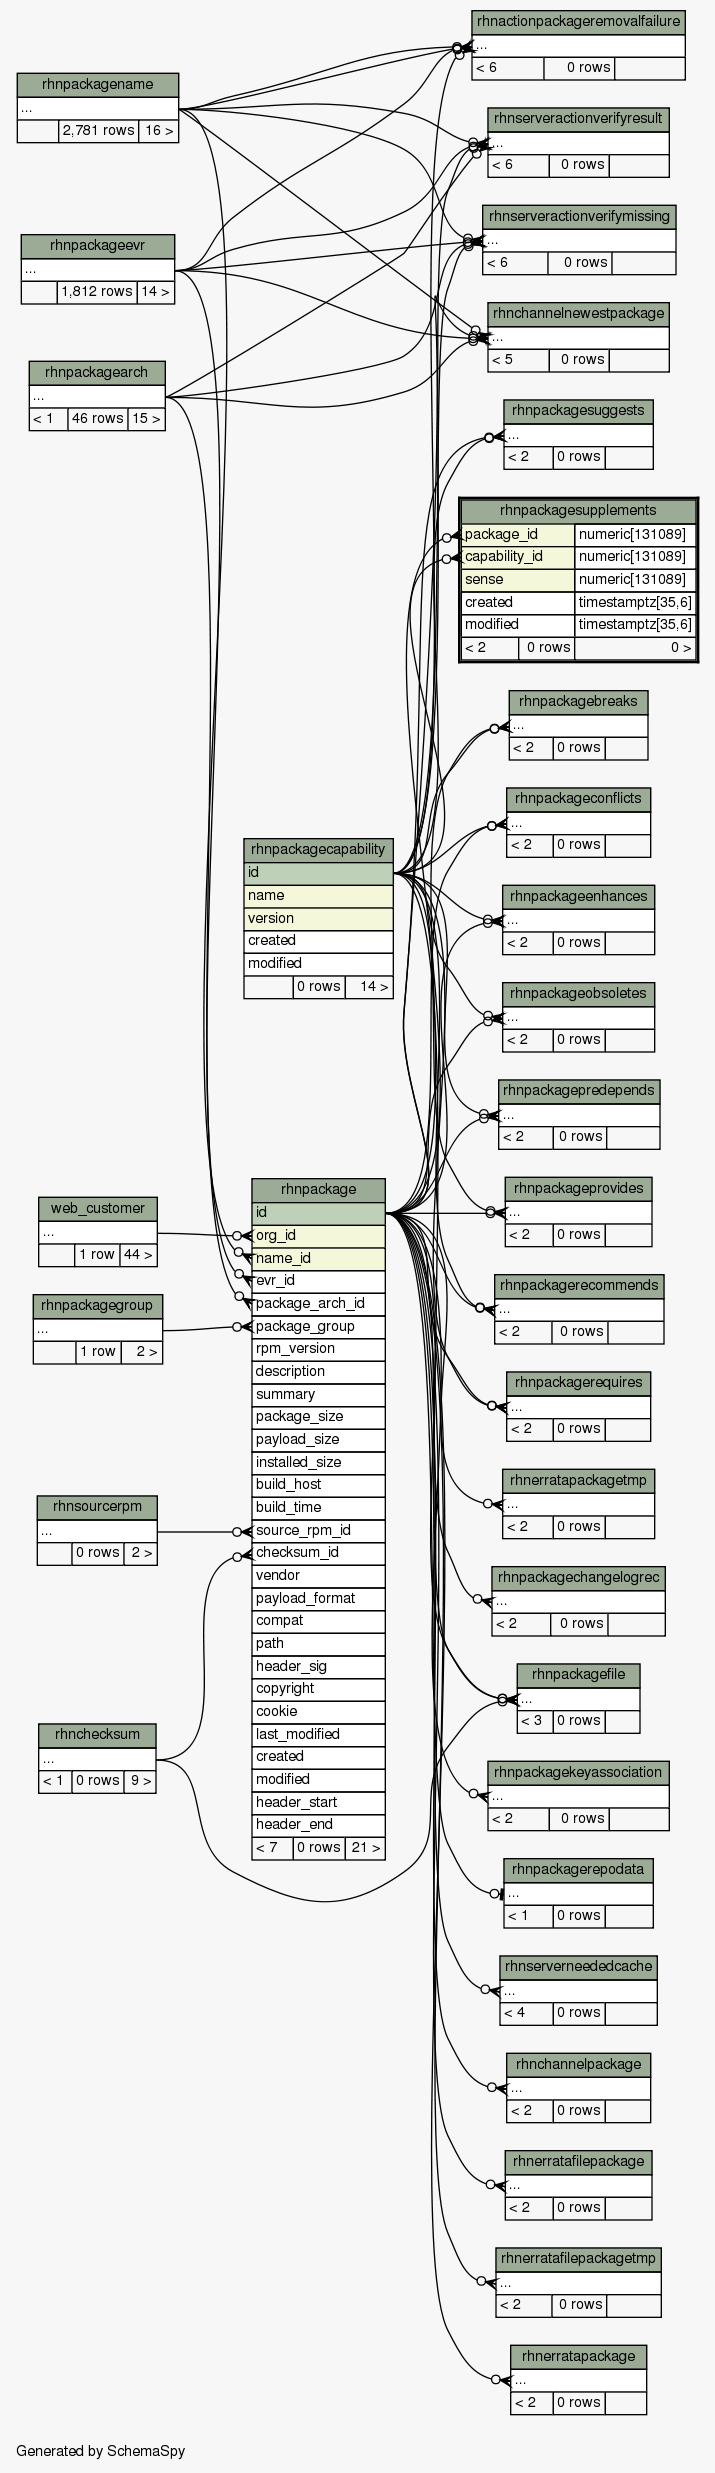 rhnactionpackageremovalfailure
...
< 6 0 rows
rhnpackagename
...
2,781 rows 16 >
rhnserveractionverifyresult
...
< 6 0 rows
rhnserveractionverifymissing
...
< 6 0 rows
rhnpackageevr
...
1,812 rows 14 >
rhnchannelnewestpackage
...
< 5 0 rows
rhnpackagearch
...
< 1 46 rows 15 >
rhnpackagesuggests
...
< 2 0 rows
rhnpackagesupplements
package_id numeric[131089]
capability_id numeric[131089]
sense numeric[131089]
created timestamptz[35,6]
modified timestamptz[35,6]
< 2 0 rows 0 >
rhnpackagebreaks
...
< 2 0 rows
rhnpackageconflicts
...
< 2 0 rows
rhnpackagecapability
id
name
version
created
modified
0 rows 14 >
rhnpackageenhances
...
< 2 0 rows
rhnpackageobsoletes
...
< 2 0 rows
rhnpackagepredepends
...
< 2 0 rows
rhnpackageprovides
...
< 2 0 rows
rhnpackage
id
org_id
name_id
evr_id
package_arch_id
package_group
rpm_version
description
summary
package_size
payload_size
installed_size
build_host
build_time
source_rpm_id
checksum_id
vendor
payload_format
compat
path
header_sig
copyright
cookie
last_modified
created
modified
header_start
header_end
< 7 0 rows 21 >
web_customer
...
1 row 44 >
rhnpackagegroup
...
1 row 2 >
rhnsourcerpm
...
0 rows 2 >
rhnchecksum
...
< 1 0 rows 9 >
rhnpackagerecommends
...
< 2 0 rows
rhnpackagerequires
...
< 2 0 rows
rhnerratapackagetmp
...
< 2 0 rows
rhnpackagechangelogrec
...
< 2 0 rows
rhnpackagefile
...
< 3 0 rows
rhnpackagekeyassociation
...
< 2 0 rows
rhnpackagerepodata
...
< 1 0 rows
rhnserverneededcache
...
< 4 0 rows
rhnchannelpackage
...
< 2 0 rows
rhnerratafilepackage
...
< 2 0 rows
rhnerratafilepackagetmp
...
< 2 0 rows
rhnerratapackage
...
< 2 0 rows
Generated by SchemaSpy